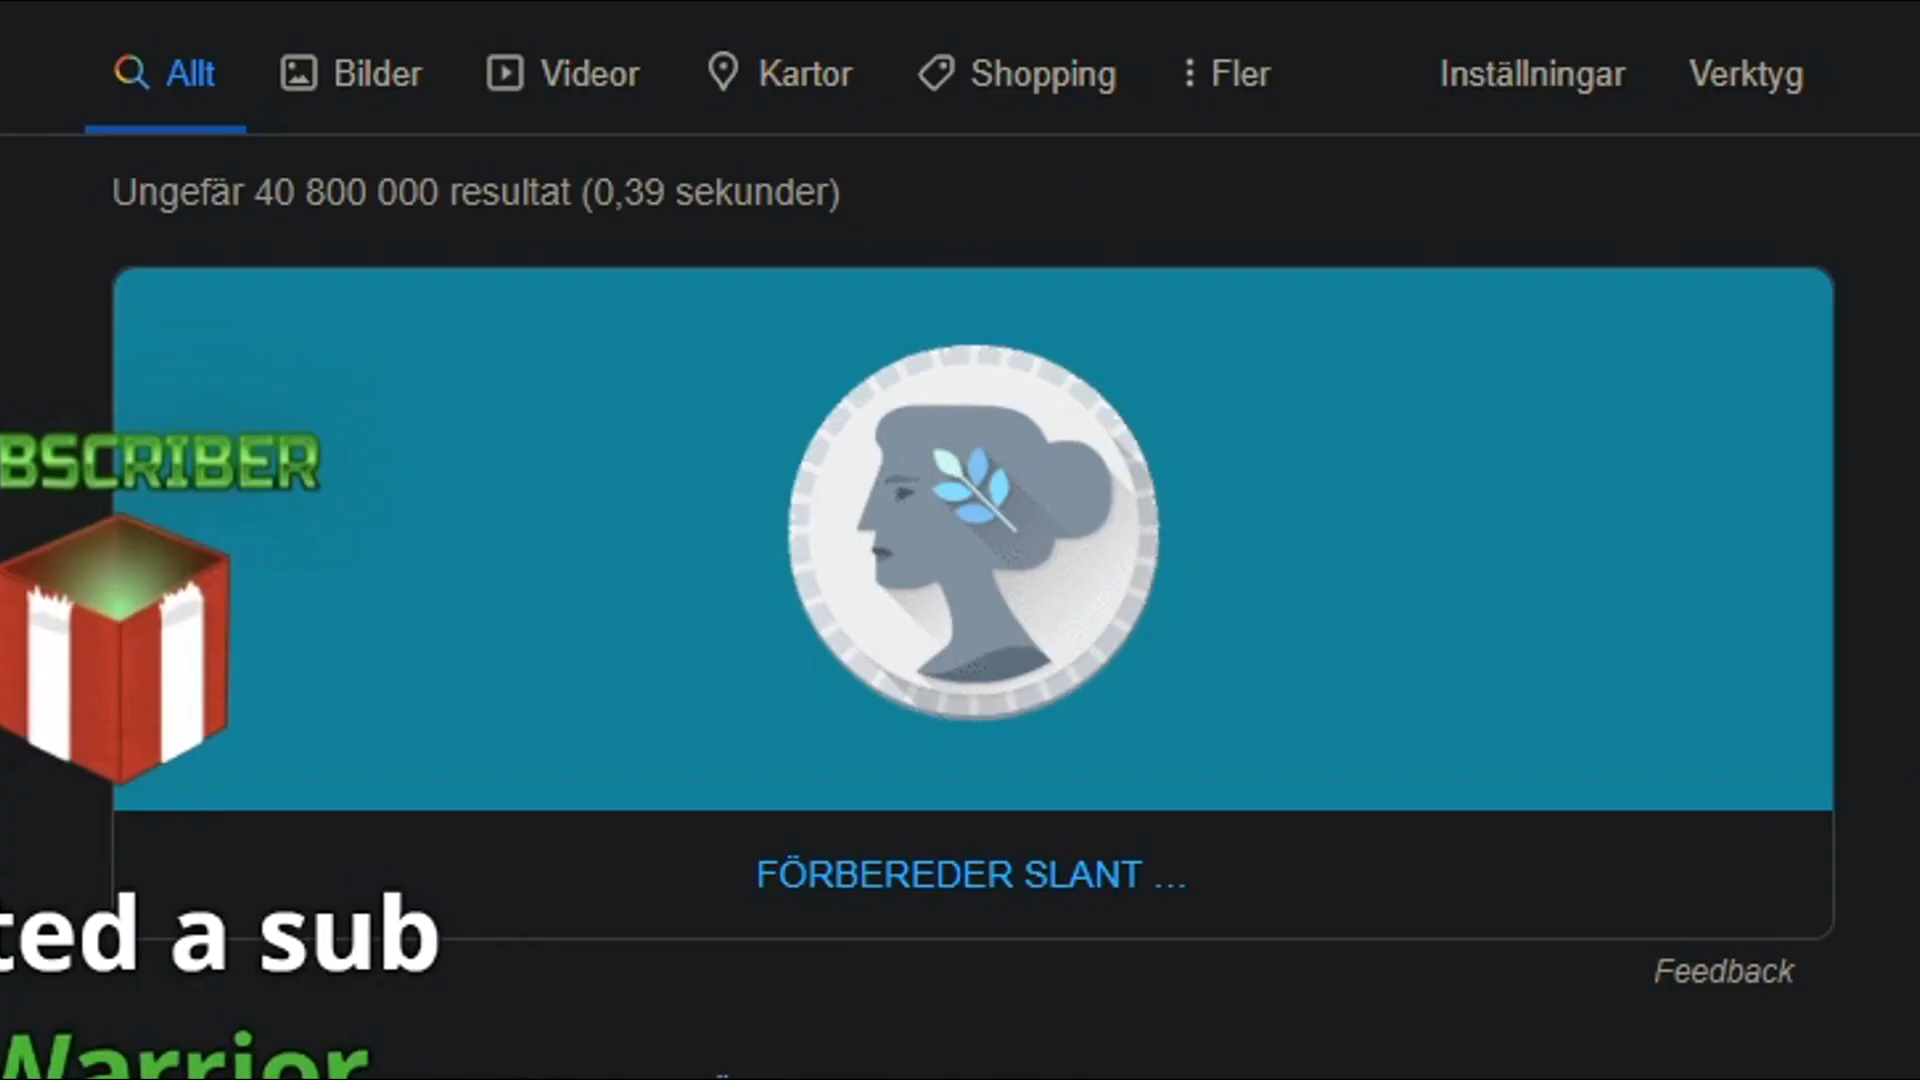 Allt Bilder Videor Kartor Shopping Fler Inställningar Verktyg
Ungefär 40 800 000 resultat (0,39 sekunder)
BSCRIBER
FÖRBEREDER SLANT ...
ted a sub
Feedback
Warrior